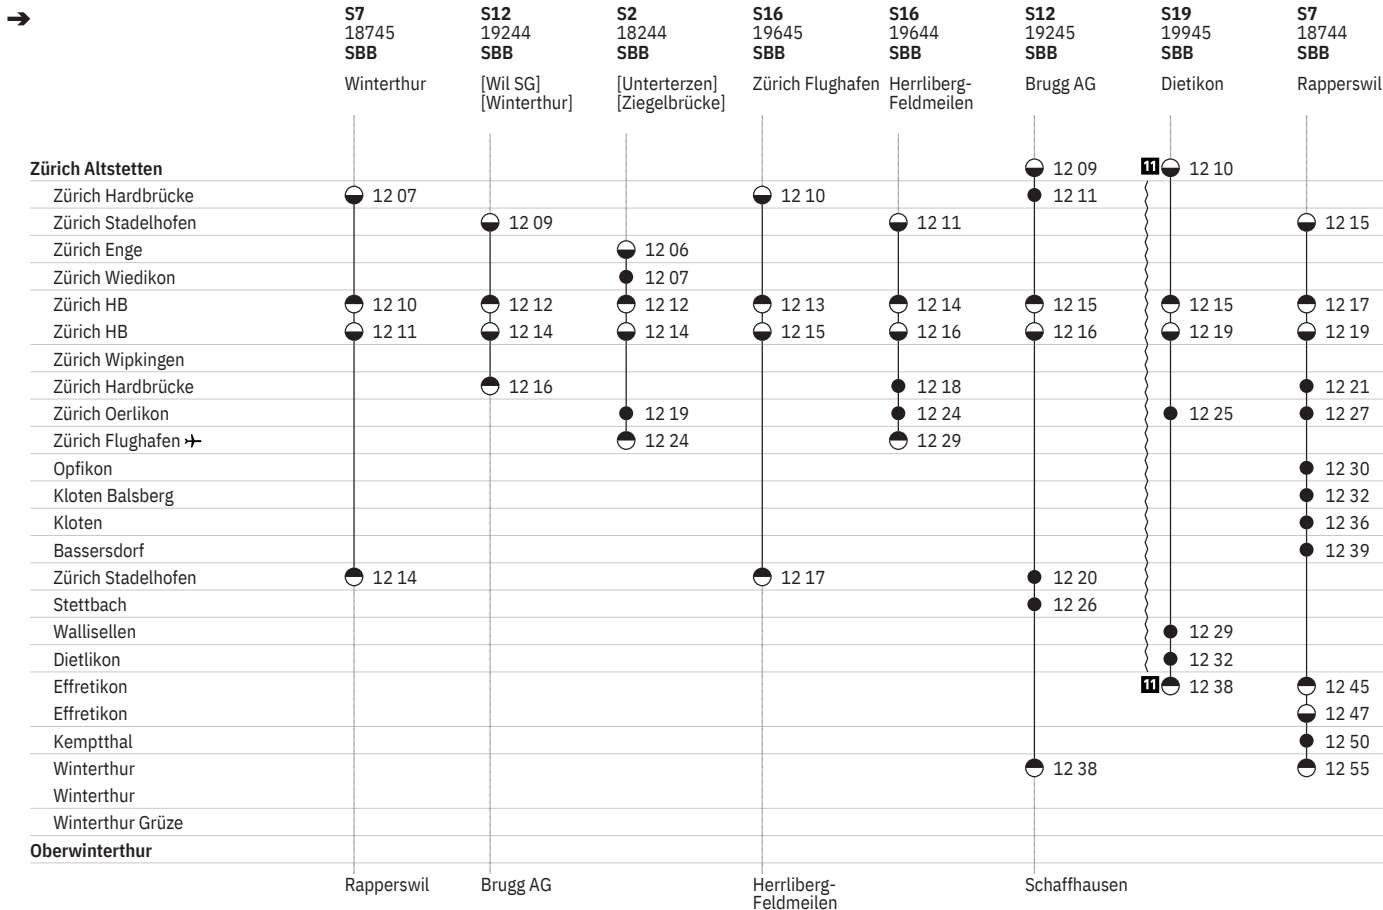 ➔ S7 S12 S2 S16 S16 S12 S19 S7
18745 19244 18244 19645 19644 19245 19945 18744
SBB SBB SBB SBB SBB SBB SBB SBB
Winterthur [Wil SG] [Unterterzen] Zürich Flughafen Herrliberg- Brugg AG Dietikon Rapperswil
[Winterthur] [Ziegelbrücke] Feldmeilen
Zürich Altstetten 12 09 11 12 10
Zürich Hardbrücke 12 07 12 10 12 11
Zürich Stadelhofen 12 09 12 11 12 15
Zürich Enge 12 06
Zürich Wiedikon 12 07
Zürich HB 12 10 12 12 12 12 12 13 12 14 12 15 12 15 12 17
Zürich HB 12 11 12 14 12 14 12 15 12 16 12 16 12 19 12 19
Zürich Wipkingen
Zürich Hardbrücke 12 16 12 18 12 21
Zürich Oerlikon 12 19 12 24 12 25 12 27
Zürich Flughafen 12 24 12 29
Opfikon 12 30
Kloten Balsberg 12 32
Kloten 12 36
Bassersdorf 12 39
Zürich Stadelhofen 12 14 12 17 12 20
Stettbach 12 26
Wallisellen 12 29
Dietlikon 12 32
Effretikon 11 12 38 12 45
Effretikon 12 47
Kemptthal 12 50
Winterthur 12 38 12 55
Winterthur
Winterthur Grüze
Oberwinterthur
Rapperswil Brugg AG Herrliberg- Schaffhausen
Feldmeilen